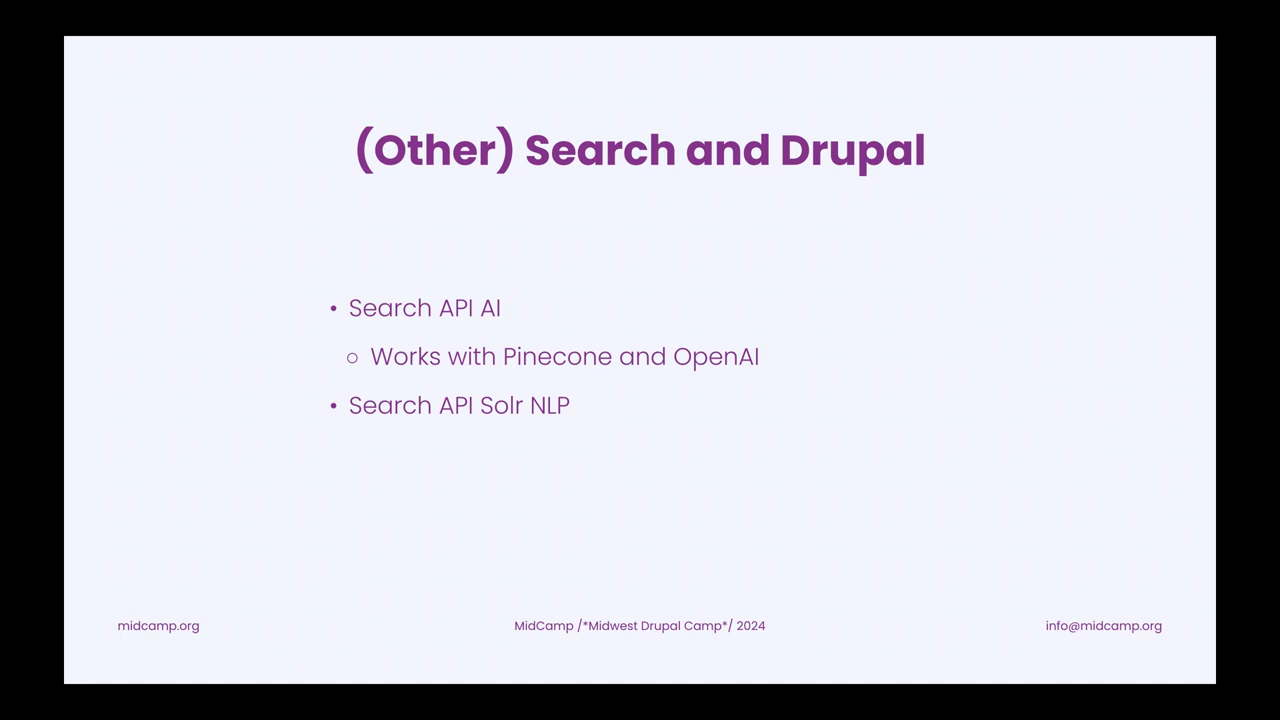 (Other) Search and Drupal
• Search API AI
○ Works with Pinecone and OpenAI
• Search API Solr NLP
midcamp.org
MidCamp /*Midwest Drupal Camp*/ 2024
info@midcamp.org